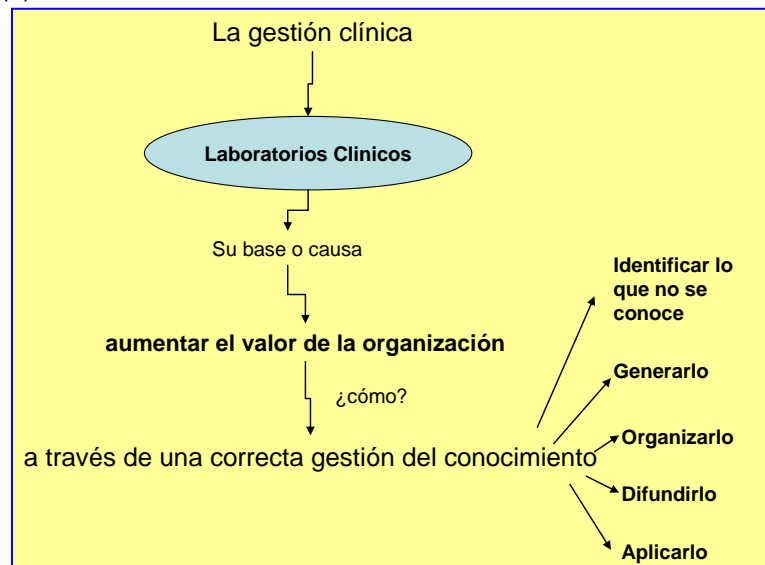 La gestión clínica
Laboratorios Clinicos
Su base o causa
aumentar el valor de la organización
¿cómo?
a través de una correcta gestión del conocimiento
Identificar lo
que no se
conoce
Generarlo
Organizarlo
Difundirlo
Aplicarlo